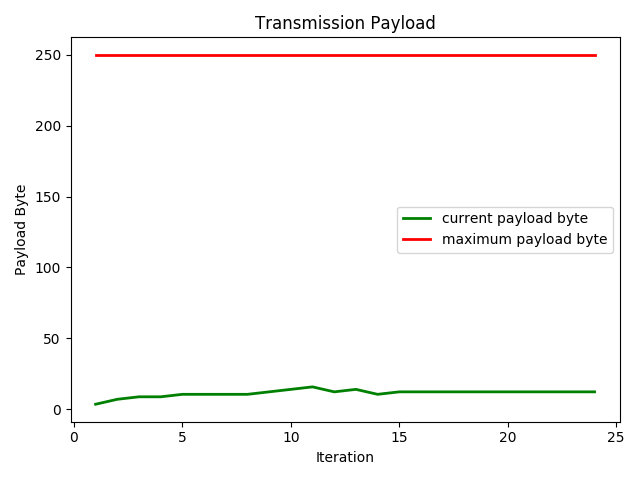 Transmission Payload
250
200
150
100
50
0
Payload Byte
current payload byte
maximum payload byte
0 5 10 15 20 25
Iteration